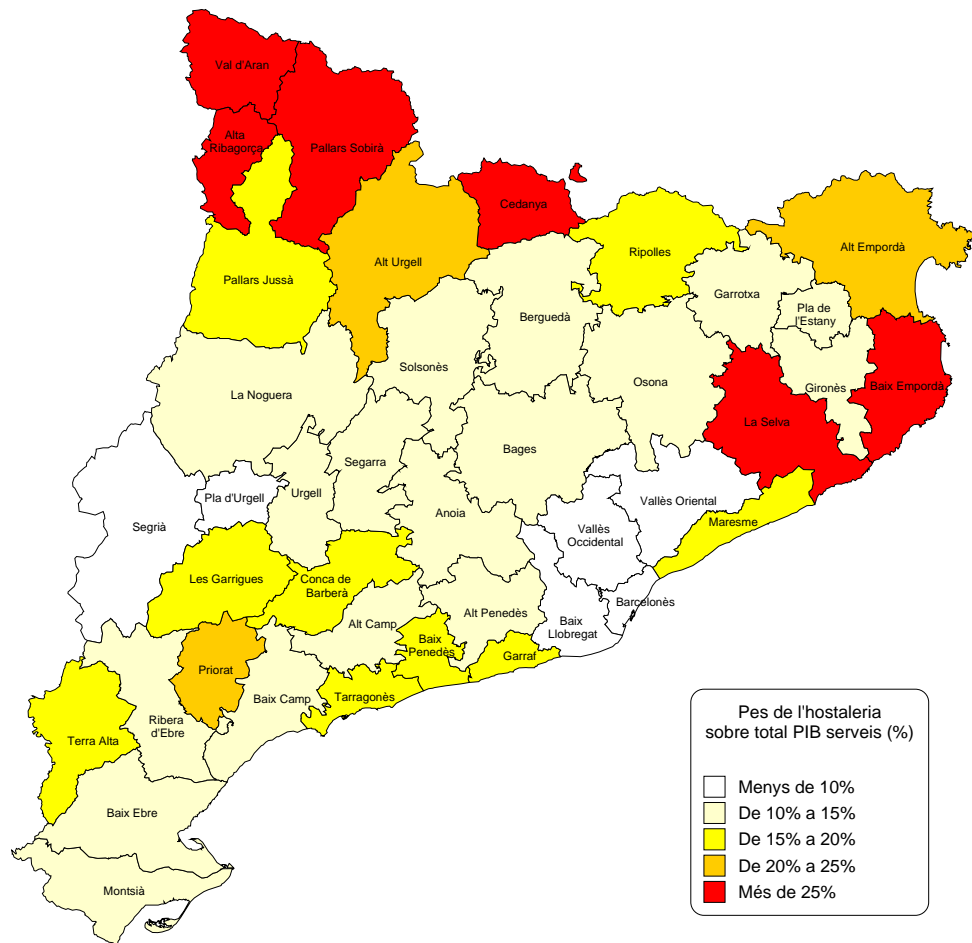 Val d'Aran
Alta
Ribagorça
Pallars Sobirà
Cedanya
Ripolles
Alt Empordà
Alt Urgell
Pallars Jussà
Garrotxa
Pla de
l'Estany
Berguedà
Solsonès
Osona
Gironès
Baix Empordà
La Noguera
La Selva
Bages
Segarra
Pla d'Urgell
Urgell
Anoia
Vallès Oriental
Segrià
Vallès
Occidental
Maresme
Les Garrigues
Conca de
Barberà
Barcelonès
Alt Penedès
Alt Camp
Baix
Llobregat
Baix
Penedès
Garraf
Priorat
Baix Camp
Tarragonès
Ribera
d'Ebre
Terra Alta
Baix Ebre
Montsià
Pes de l'hostaleria
sobre total PIB serveis (%)
Menys de 10%
De 10% a 15%
De 15% a 20%
De 20% a 25%
Més de 25%